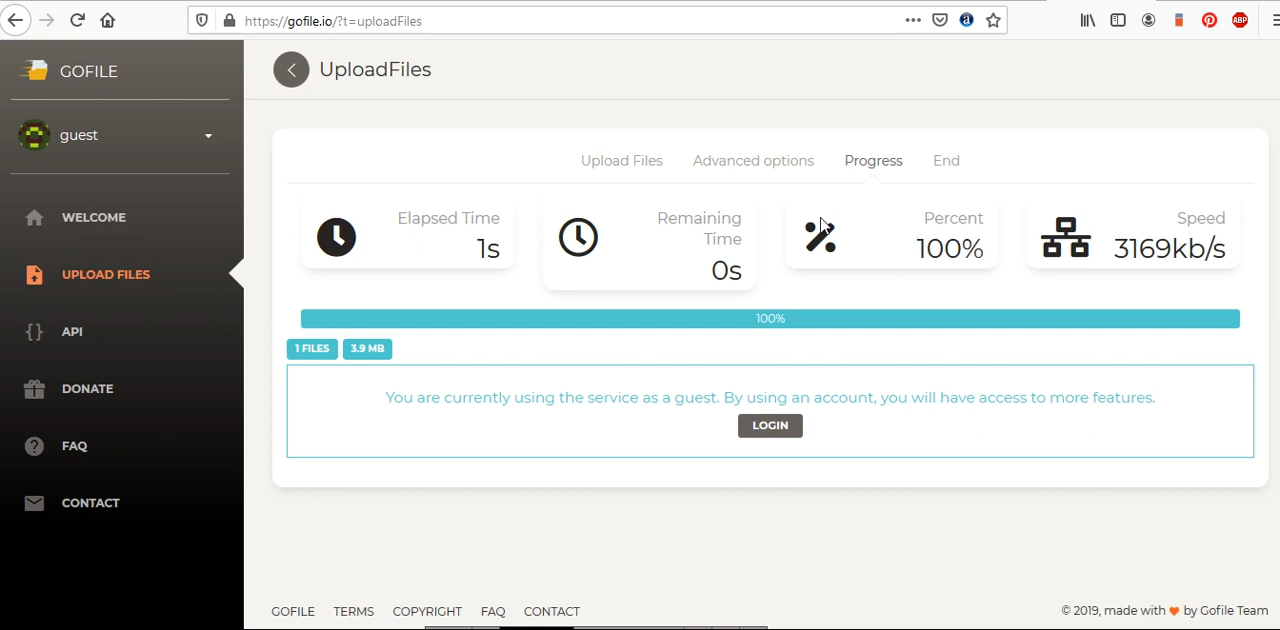 https://gofile.io/?t=uploadFiles
ABP
GOFILE
UploadFiles
guest
WELCOME
UPLOAD FILES
API
DONATE
FAQ
CONTACT
Upload Files Advanced options Progress End
Elapsed Time
1s
Remaining
Time
0s
Percent
100%
Speed
3169kb/s
100%
1 FILES 3.9 MB
You are currently using the service as a guest. By using an account, you will have access to more features.
LOGIN
GOFILE TERMS COPYRIGHT FAQ CONTACT
© 2019, made with ♥ by Gofile Team